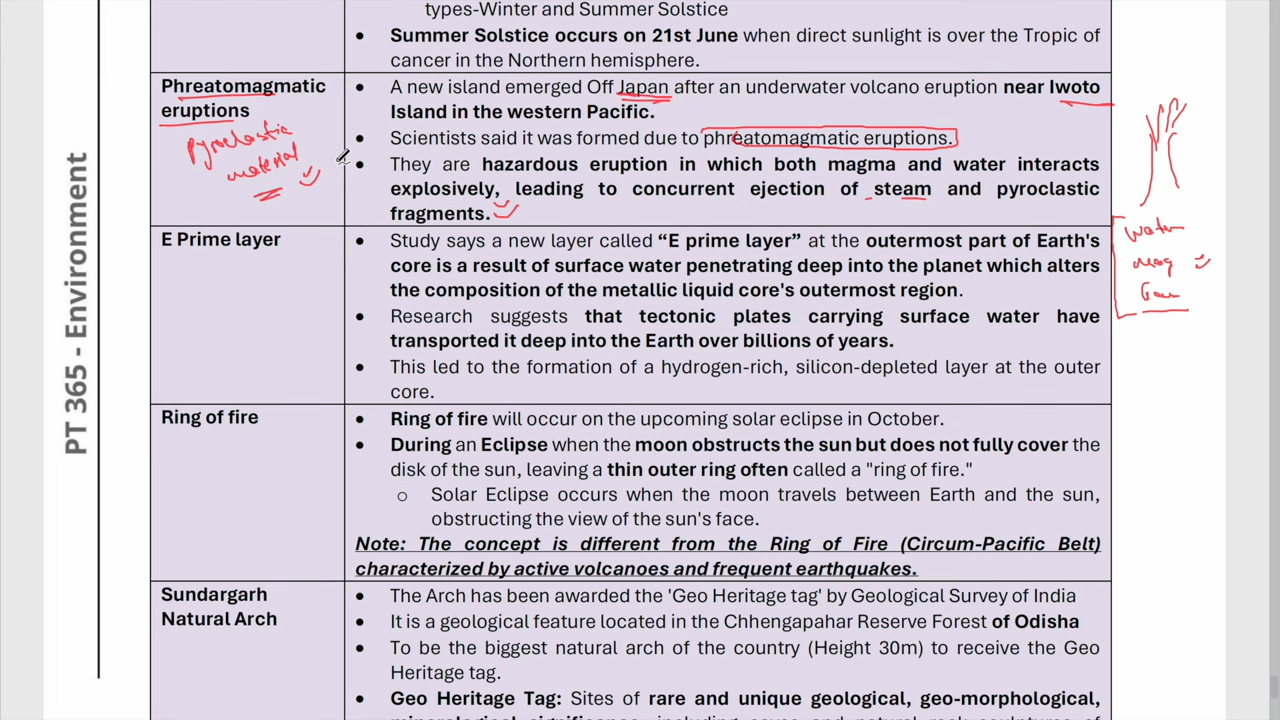 types-Winter and Summer Solstice
• Summer Solstice occurs on 21st June when direct sunlight is over the Tropic of
cancer in the Northern hemisphere.
Phreatomagmatic
eruptions
pyroclastic
material
• A new island emerged Off Japan after an underwater volcano eruption near Iwoto
Island in the western Pacific.
• Scientists said it was formed due to phreatomagmatic eruptions.
• They are hazardous eruption in which both magma and water interacts
explosively, leading to concurrent ejection of steam and pyroclastic
fragments.
water
mag
E Prime layer
• Study says a new layer called “E prime layer” at the outermost part of Earth's
core is a result of surface water penetrating deep into the planet which alters
the composition of the metallic liquid core's outermost region.
• Research suggests that tectonic plates carrying surface water have
transported it deep into the Earth over billions of years.
• This led to the formation of a hydrogen-rich, silicon-depleted layer at the outer
core.
Ring of fire
• Ring of fire will occur on the upcoming solar eclipse in October.
• During an Eclipse when the moon obstructs the sun but does not fully cover the
disk of the sun, leaving a thin outer ring often called a "ring of fire."
o Solar Eclipse occurs when the moon travels between Earth and the sun,
obstructing the view of the sun's face.
Note: The concept is different from the Ring of Fire (Circum-Pacific Belt)
characterized by active volcanoes and frequent earthquakes.
Sundargarh
Natural Arch
• The Arch has been awarded the 'Geo Heritage tag' by Geological Survey of India
• It is a geological feature located in the Chhengapahar Reserve Forest of Odisha
• To be the biggest natural arch of the country (Height 30m) to receive the Geo
Heritage tag.
• Geo Heritage Tag: Sites of rare and unique geological, geo-morphological,
PT 365 - Environment